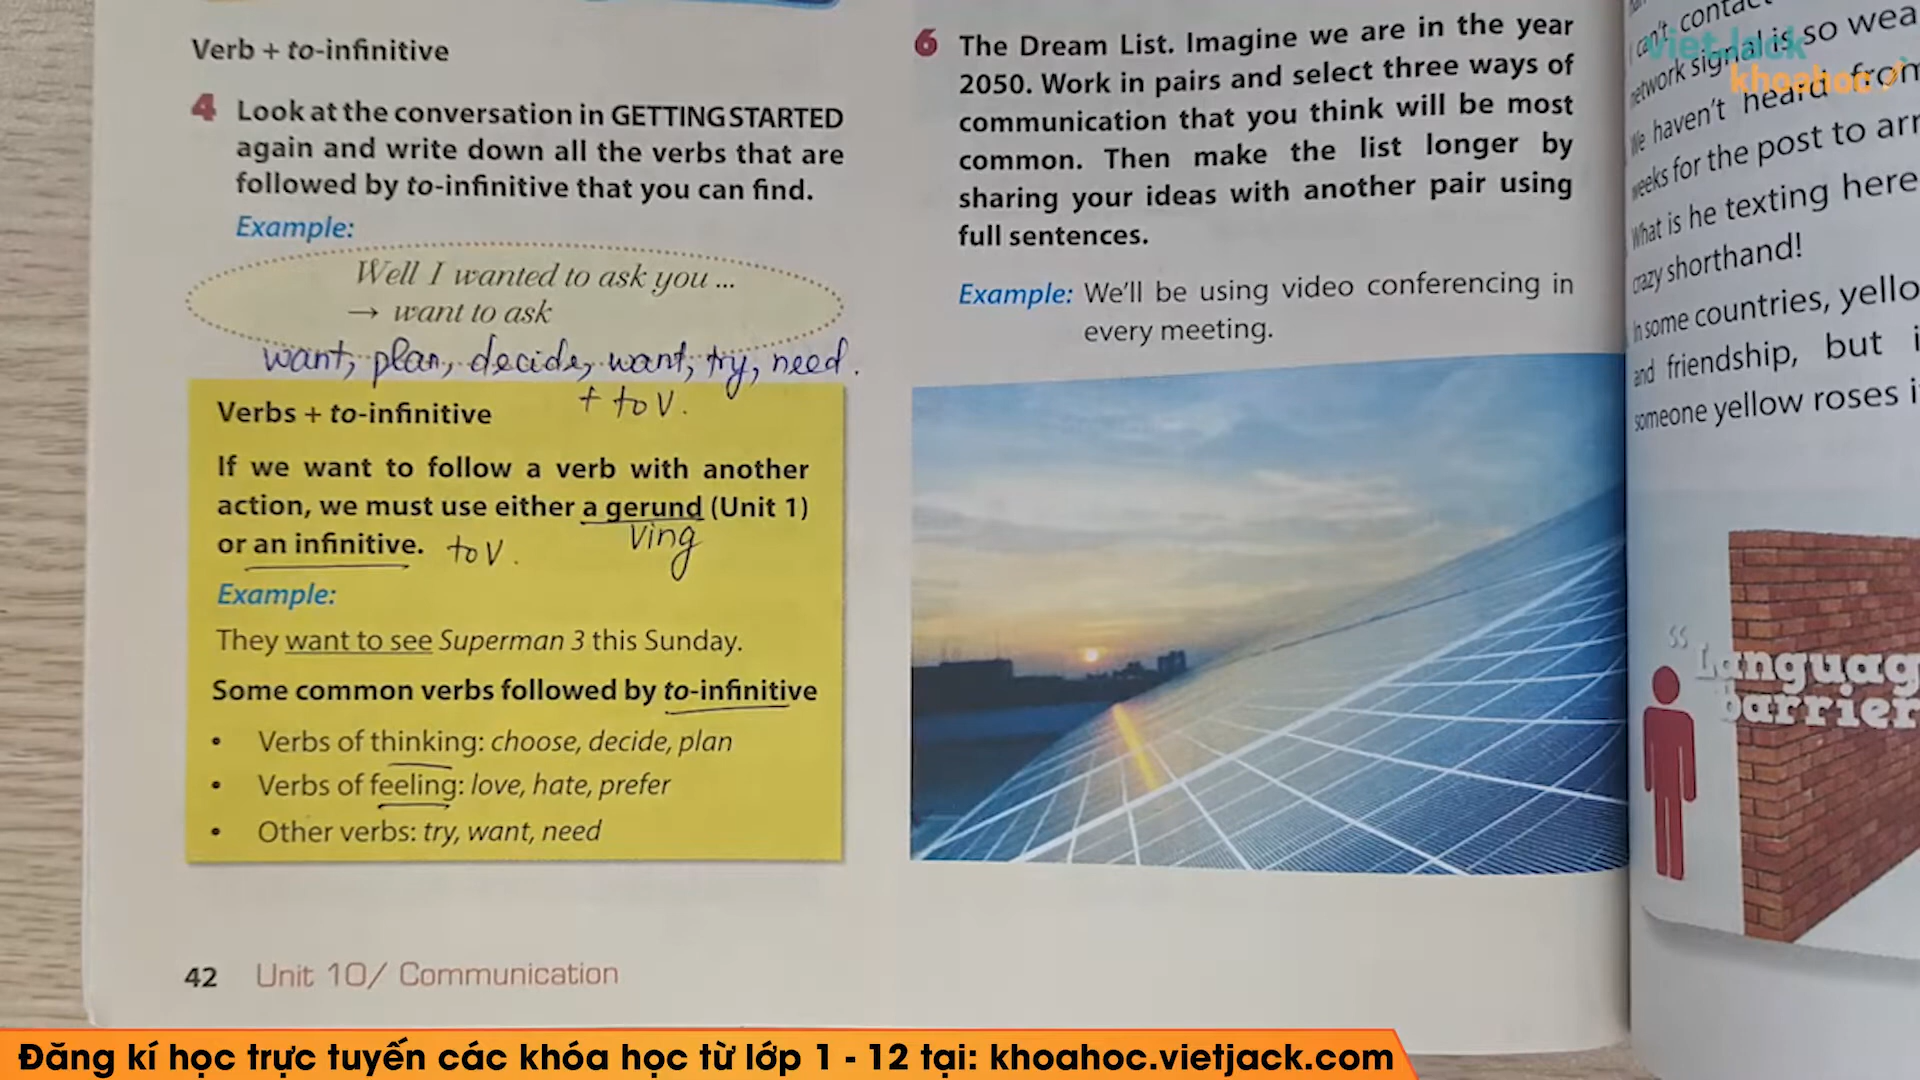 Verb + to-infinitive
4 Look at the conversation in GETTING STARTED
again and write down all the verbs that are
followed by to-infinitive that you can find.
Example:
Well I wanted to ask you ...
→ want to ask
want, plan, decide, want, try, need.
+ to V.
Verbs + to-infinitive
If we want to follow a verb with another
action, we must use either a gerund (Unit 1)
Ving
or an infinitive. to V.
Example:
They want to see Superman 3 this Sunday.
Some common verbs followed by to-infinitive
• Verbs of thinking: choose, decide, plan
• Verbs of feeling: love, hate, prefer
• Other verbs: try, want, need
42 Unit 10/ Communication
6 The Dream List. Imagine we are in the year
2050. Work in pairs and select three ways of
communication that you think will be most
common. Then make the list longer by
sharing your ideas with another pair using
full sentences.
Example: We'll be using video conferencing in
every meeting.
I can't contact
network signal is so wea
We haven't heard from
weeks for the post to arr
What is he texting here
crazy shorthand!
In some countries, yello
and friendship, but i
someone yellow roses i
Languag
barrier
vietJack
khoahoc
Đăng kí học trực tuyến các khóa học từ lớp 1 - 12 tại: khoahoc.vietjack.com